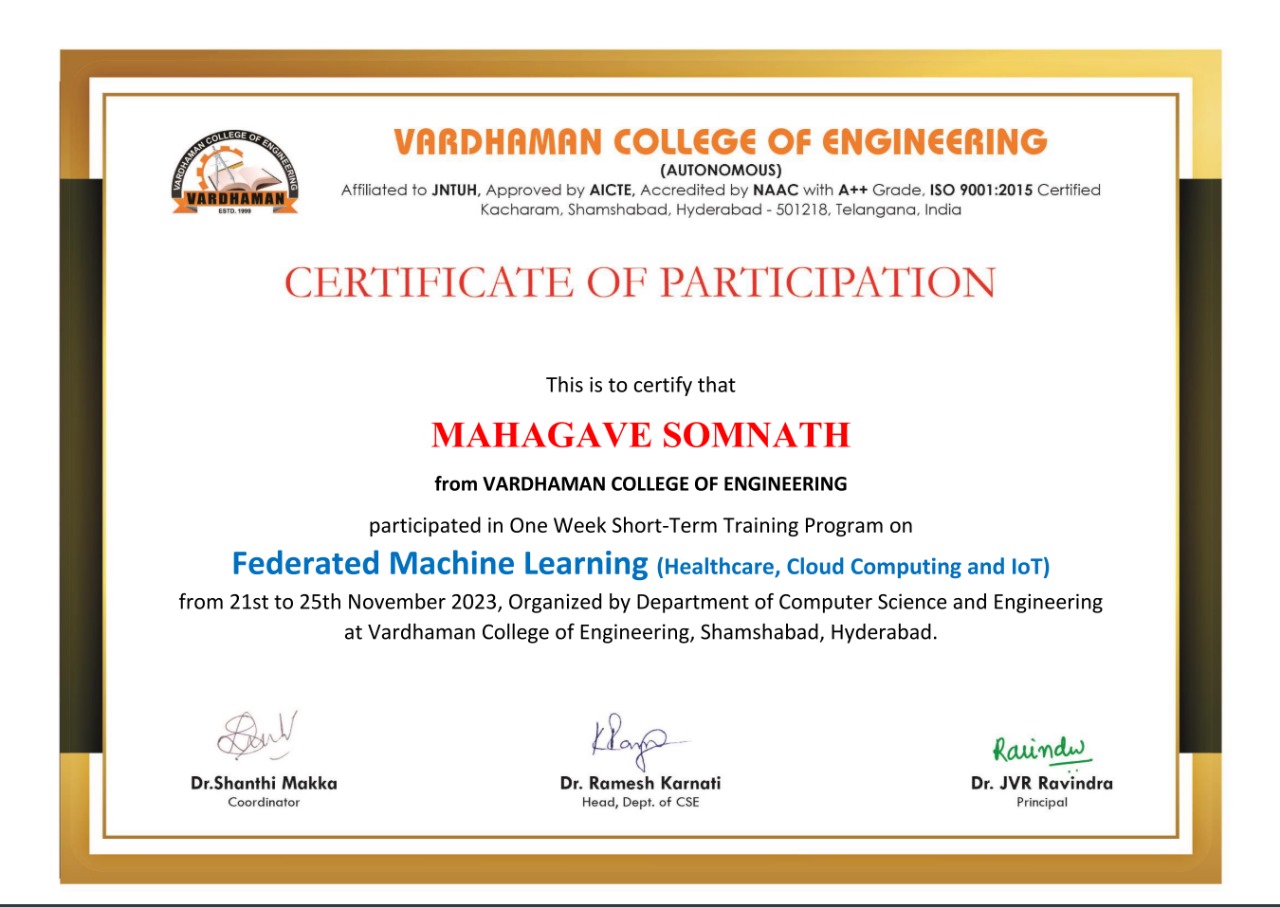 VARDHAMAN COLLEGE OF ENGINEERING
VARDHAMAN
ESTD. 1999
VARDHAMAN COLLEGE OF ENGINEERING
(AUTONOMOUS)
Affiliated to JNTUH, Approved by AICTE, Accredited by NAAC with A++ Grade, ISO 9001:2015 Certified
Kacharam, Shamshabad, Hyderabad - 501218, Telangana, India
CERTIFICATE OF PARTICIPATION
This is to certify that
MAHAGAVE SOMNATH
from VARDHAMAN COLLEGE OF ENGINEERING
participated in One Week Short-Term Training Program on
Federated Machine Learning (Healthcare, Cloud Computing and IoT)
from 21st to 25th November 2023, Organized by Department of Computer Science and Engineering
at Vardhaman College of Engineering, Shamshabad, Hyderabad.
Ravindra
Dr.Shanthi Makka
Coordinator
Dr. Ramesh Karnati
Head, Dept. of CSE
Dr. JVR Ravindra
Principal